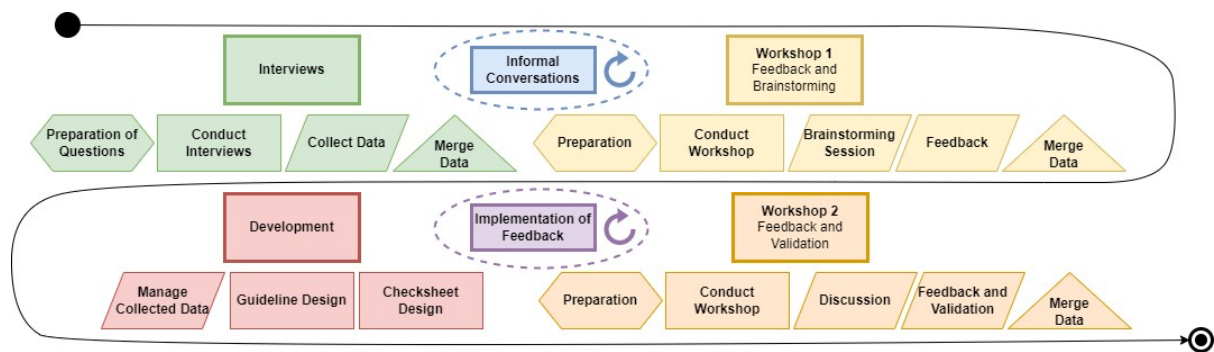 Interviews
Informal
Conversations
Workshop 1
Feedback and
Brainstorming
Preparation of
Questions
Conduct
Interviews
Collect Data
Merge
Data
Preparation
Conduct
Workshop
Brainstorming
Session
Feedback
Merge
Data
Development
Implementation of
Feedback
Workshop 2
Feedback and
Validation
Manage
Collected Data
Guideline Design
Checksheet
Design
Preparation
Conduct
Workshop
Discussion
Feedback and
Validation
Merge
Data